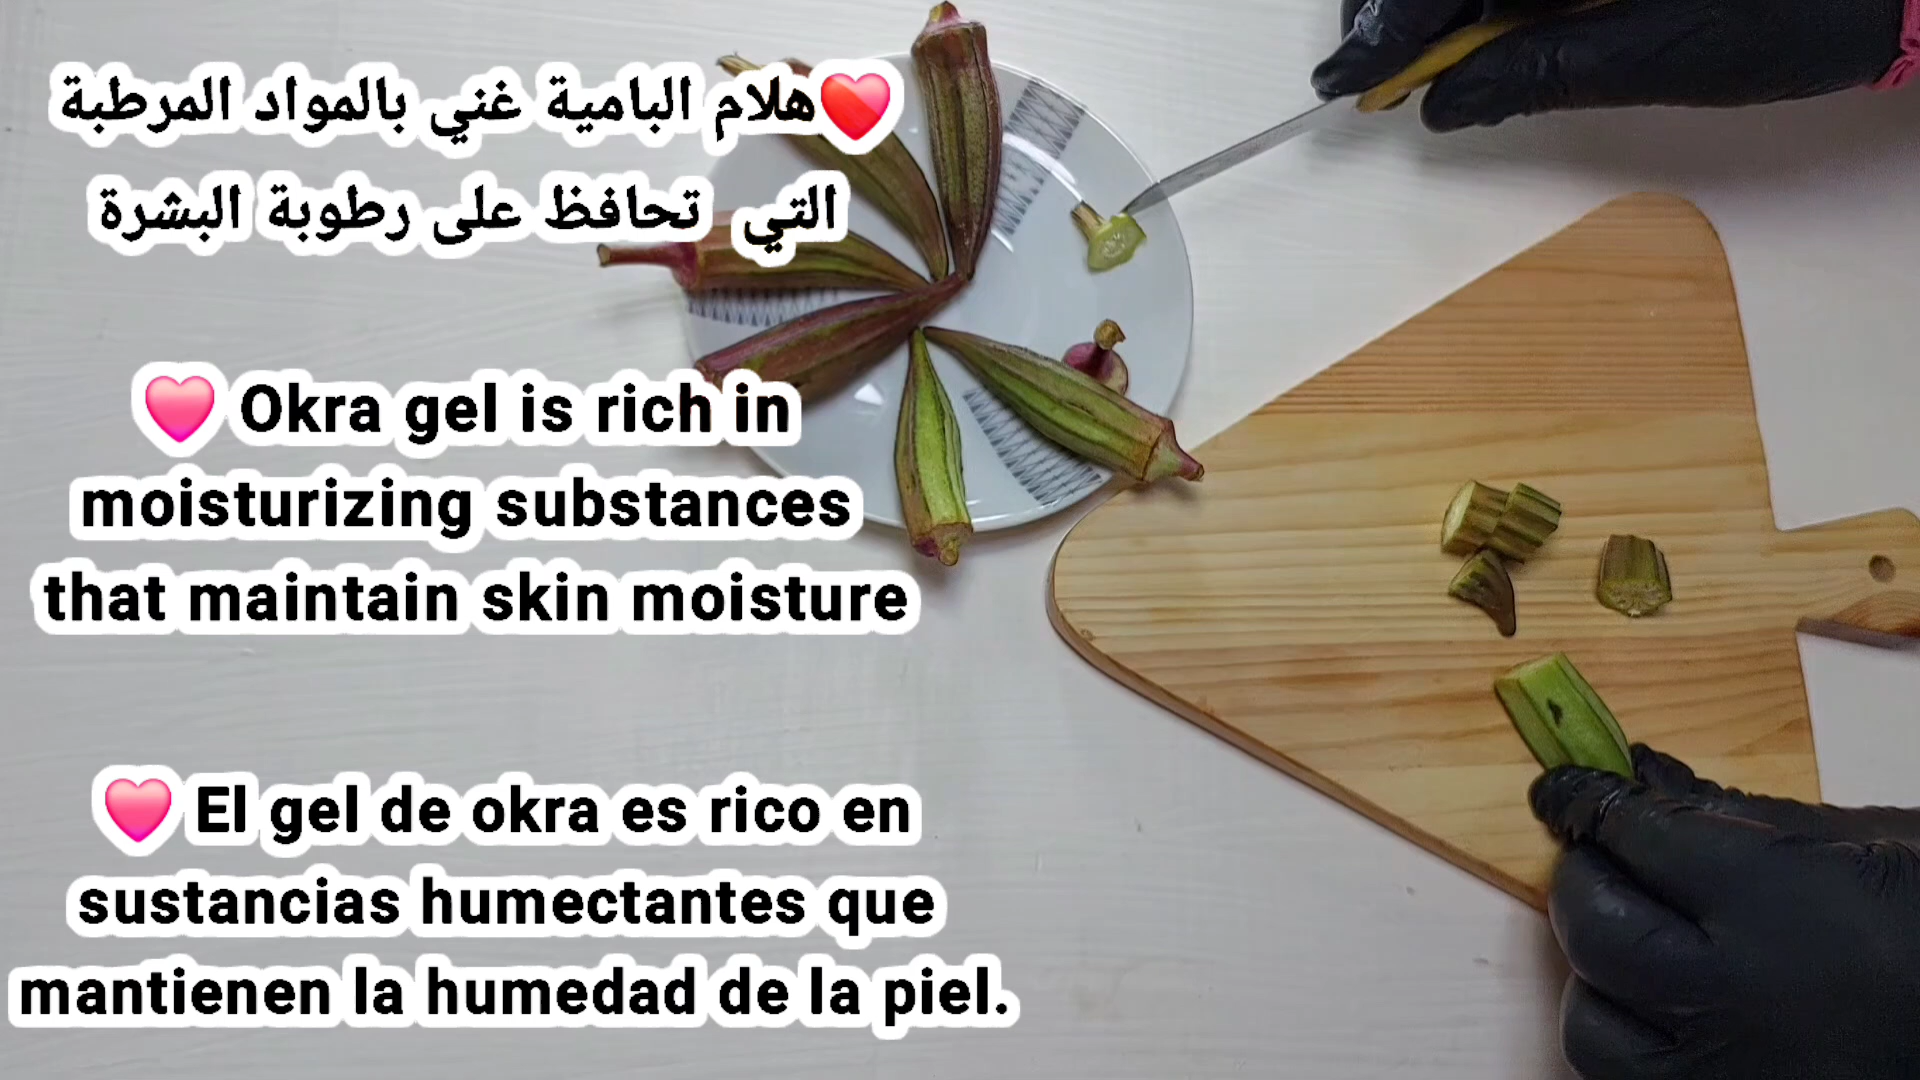 ❤️هلام البامية غني بالمواد المرطبة
التي تحافظ على رطوبة البشرة
🩷 Okra gel is rich in
moisturizing substances
that maintain skin moisture
🩷 El gel de okra es rico en
sustancias humectantes que
mantienen la humedad de la piel.